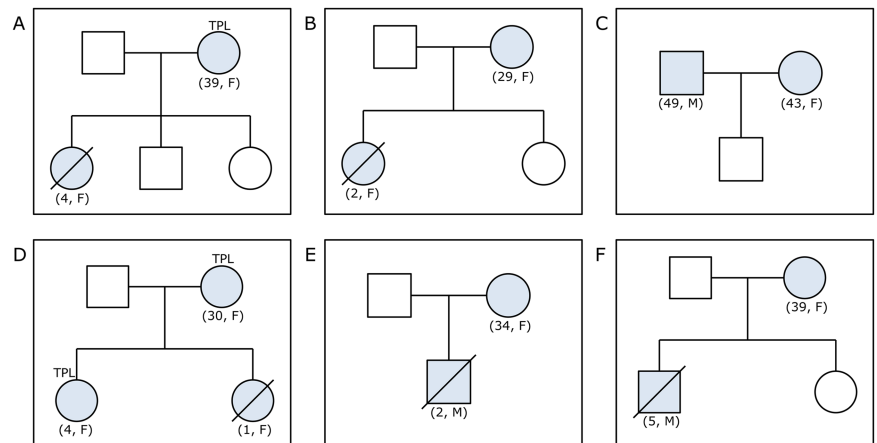 A
TPL
(39, F)
(4, F)
B
(29, F)
(2, F)
C
(49, M)
(43, F)
D
TPL
(30, F)
TPL
(4, F)
(1, F)
E
(34, F)
(2, M)
F
(39, F)
(5, M)